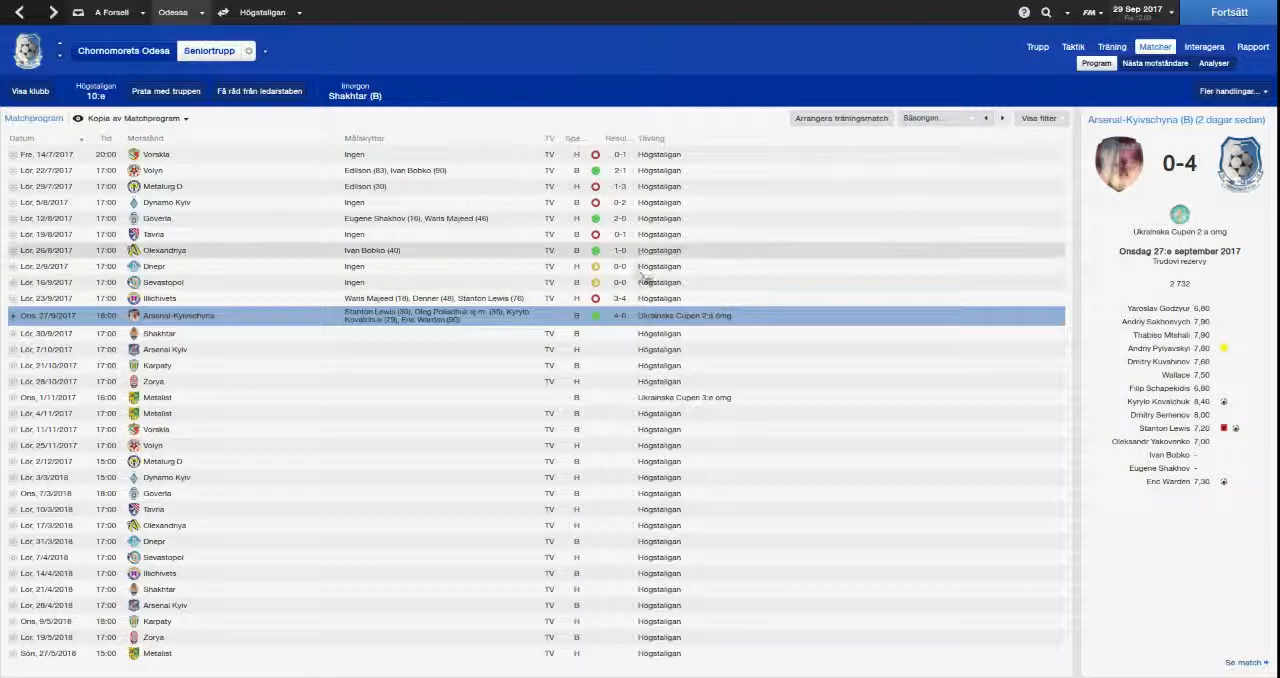 A Forsell Odessa Högstaligan FM 29 Sep 2017 Fortsätt
Fre 12.00
Chornomorets Odesa Seniortrupp Trupp Taktik Träning Matcher Interagera Rapport
Program Nästa motståndare Analyser
Visa klubb Högstaligan 10:e Prata med truppen Få råd från ledarstaben Imorgon Shakhtar (B) Fler handlingar...
Matchprogram Kopia av Matchprogram Arrangera träningsmatch Säsongen... Visa filter
Datum Tid Motstånd Målskyttar TV Spe... Resul... Tävling
Fre, 14/7/2017 20:00 Vorskla Ingen TV H 0-1 Högstaligan
Lör, 22/7/2017 17:00 Volyn Edilson (83), Ivan Bobko (90) TV B 2-1 Högstaligan
Lör, 29/7/2017 17:00 Metalurg D Edilson (30) TV H 1-3 Högstaligan
Lör, 5/8/2017 17:00 Dynamo Kyiv Ingen TV B 0-2 Högstaligan
Lör, 12/8/2017 17:00 Goverla Eugene Shakhov (16), Waris Majeed (46) TV H 2-0 Högstaligan
Lör, 19/8/2017 17:00 Tavria Ingen TV B 0-1 Högstaligan
Lör, 26/8/2017 17:00 Olexandriya Ivan Bobko (40) TV B 1-0 Högstaligan
Lör, 2/9/2017 17:00 Dnepr Ingen TV H 0-0 Högstaligan
Lör, 16/9/2017 17:00 Sevastopol Ingen TV B 0-0 Högstaligan
Lör, 23/9/2017 17:00 Illichivets Waris Majeed (18), Denner (48), Stanton Lewis (76) TV H 3-4 Högstaligan
Ons, 27/9/2017 18:00 Arsenal-Kyivschyna Stanton Lewis (30), Oleg Polischuk sj.m. (35), Kyrylo B 4-0 Ukrainska Cupen 2:a omg
Kovalchuk (79), Eric Warden (90)
Lör, 30/9/2017 17:00 Shakhtar TV B Högstaligan
Lör, 7/10/2017 17:00 Arsenal Kyiv TV H Högstaligan
Lör, 21/10/2017 17:00 Karpaty TV B Högstaligan
Lör, 28/10/2017 17:00 Zorya TV H Högstaligan
Ons, 1/11/2017 16:00 Metalist B Ukrainska Cupen 3:e omg
Lör, 4/11/2017 17:00 Metalist TV B Högstaligan
Lör, 11/11/2017 17:00 Vorskla TV B Högstaligan
Lör, 25/11/2017 17:00 Volyn TV H Högstaligan
Lör, 2/12/2017 15:00 Metalurg D TV B Högstaligan
Lör, 3/3/2018 15:00 Dynamo Kyiv TV H Högstaligan
Ons, 7/3/2018 18:00 Goverla TV B Högstaligan
Lör, 10/3/2018 17:00 Tavria TV H Högstaligan
Lör, 17/3/2018 17:00 Olexandriya TV H Högstaligan
Lör, 31/3/2018 17:00 Dnepr TV B Högstaligan
Lör, 7/4/2018 17:00 Sevastopol TV H Högstaligan
Lör, 14/4/2018 17:00 Illichivets TV B Högstaligan
Lör, 21/4/2018 17:00 Shakhtar TV H Högstaligan
Lör, 28/4/2018 17:00 Arsenal Kyiv TV B Högstaligan
Ons, 9/5/2018 18:00 Karpaty TV H Högstaligan
Lör, 19/5/2018 17:00 Zorya TV B Högstaligan
Sön, 27/5/2018 15:00 Metalist TV H Högstaligan
Arsenal-Kyivschyna (B) (2 dagar sedan)
0-4
Ukrainska Cupen 2:a omg
Onsdag 27:e september 2017
Trudovi rezervy
2 732
Yaroslav Godzyur 6,80
Andriy Sakhnevych 7,90
Thabiso Mtshali 7,90
Andriy Pylyavskyi 7,80
Dmitry Kuvshinov 7,60
Wallace 7,50
Filip Schapekidis 6,80
Kyrylo Kovalchuk 8,40
Dmitry Semenov 8,00
Stanton Lewis 7,20
Oleksandr Yakovenko 7,00
Ivan Bobko -
Eugene Shakhov -
Eric Warden 7,30
Se match